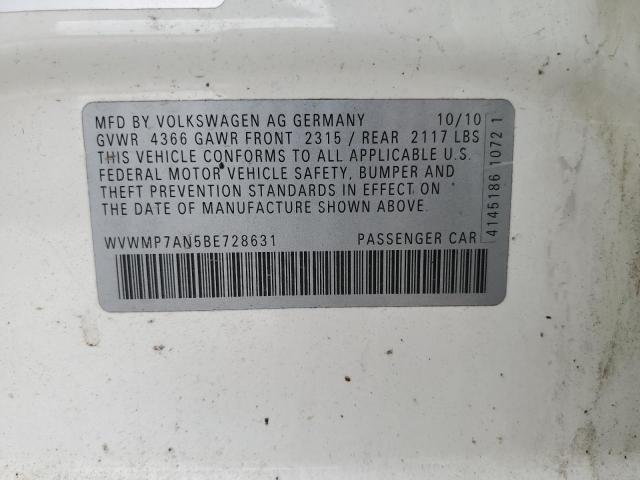 MFD BY VOLKSWAGEN AG GERMANY 10/10
GVWR 4366 GAWR FRONT 2315 / REAR 2117 LBS
THIS VEHICLE CONFORMS TO ALL APPLICABLE U.S.
FEDERAL MOTOR VEHICLE SAFETY, BUMPER AND
THEFT PREVENTION STANDARDS IN EFFECT ON
THE DATE OF MANUFACTURE SHOWN ABOVE.
WVWMP7AN5BE728631 PASSENGER CAR
4145186 1072 1